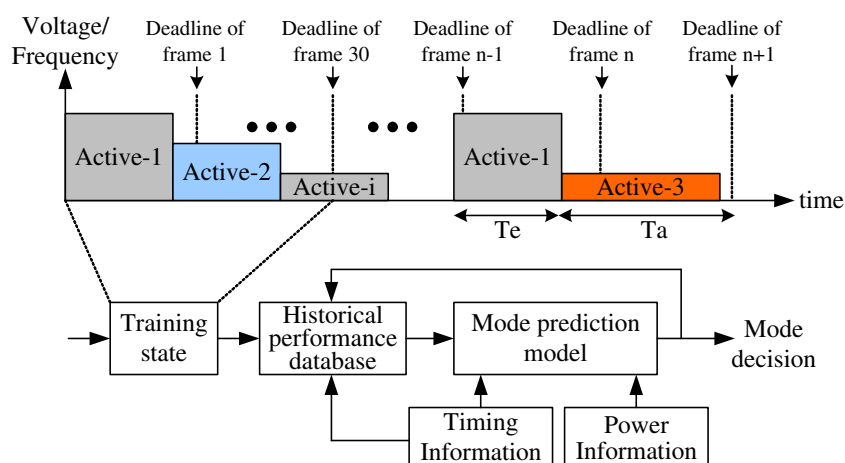 Voltage/
Frequency
Deadline of
frame 1
Deadline of
frame 30
Deadline of
frame n-1
Deadline of
frame n
Deadline of
frame n+1
Active-1
Active-2
Active-i
Active-1
Active-3
time
Te
Ta
Training
state
Historical
performance
database
Mode prediction
model
Mode
decision
Timing
Information
Power
Information